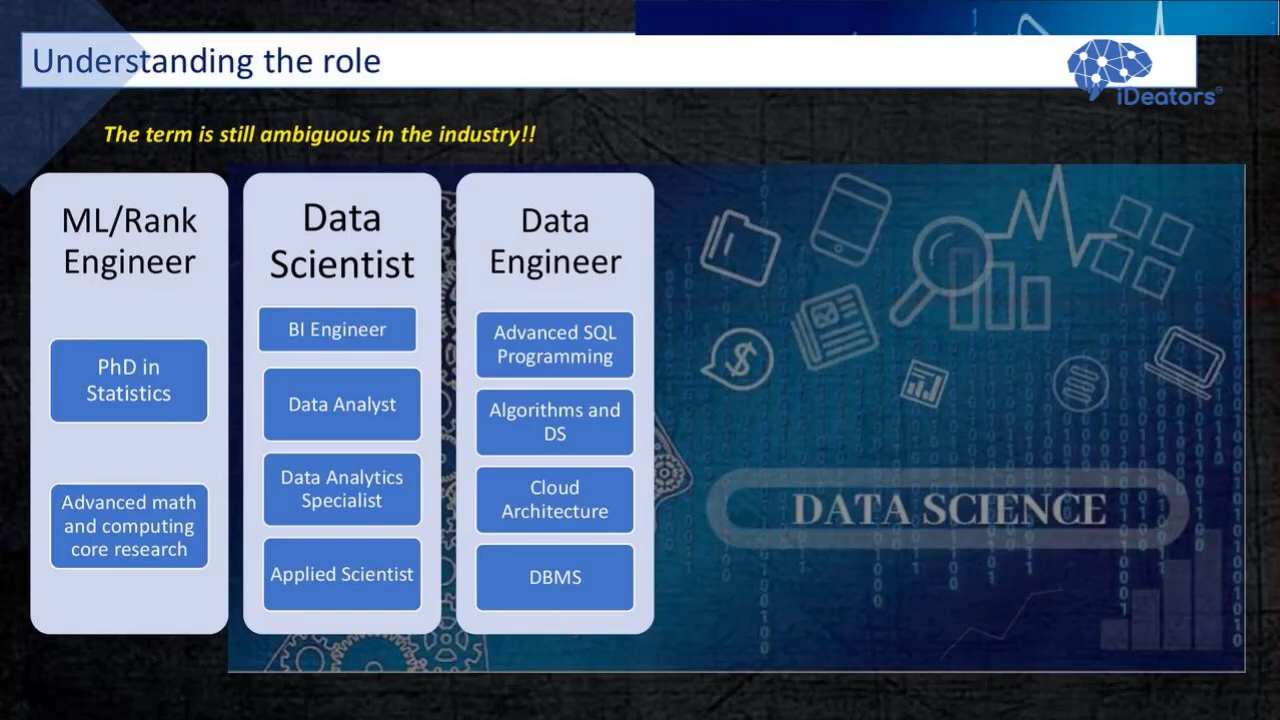 Understanding the role
iDeators®
The term is still ambiguous in the industry!!
ML/Rank
Engineer
PhD in
Statistics
Advanced math
and computing
core research
Data
Scientist
BI Engineer
Data Analyst
Data Analytics
Specialist
Applied Scientist
Data
Engineer
Advanced SQL
Programming
Algorithms and
DS
Cloud
Architecture
DBMS
DATA SCIENCE